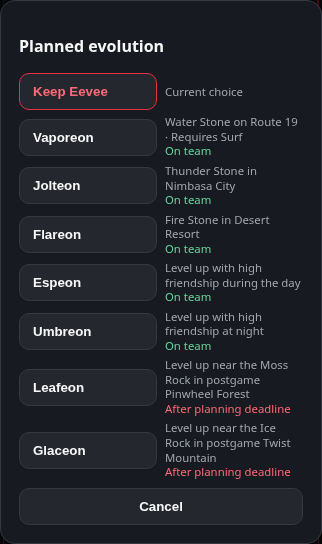 Planned evolution
Keep Eevee
Current choice
Vaporeon
Water Stone on Route 19
· Requires Surf
On team
Jolteon
Thunder Stone in
Nimbasa City
On team
Flareon
Fire Stone in Desert
Resort
On team
Espeon
Level up with high
friendship during the day
On team
Umbreon
Level up with high
friendship at night
On team
Leafeon
Level up near the Moss
Rock in postgame
Pinwheel Forest
After planning deadline
Glaceon
Level up near the Ice
Rock in postgame Twist
Mountain
After planning deadline
Cancel